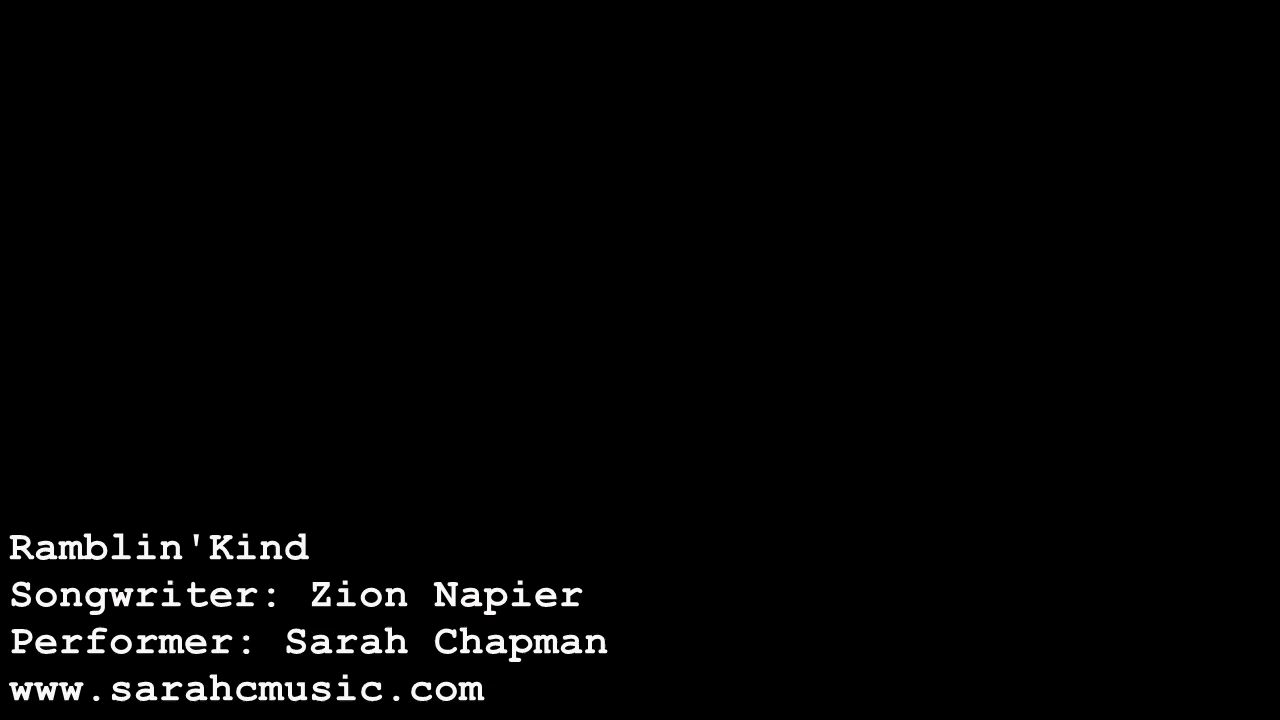 Ramblin'Kind
Songwriter: Zion Napier
Performer: Sarah Chapman
www.sarahcmusic.com